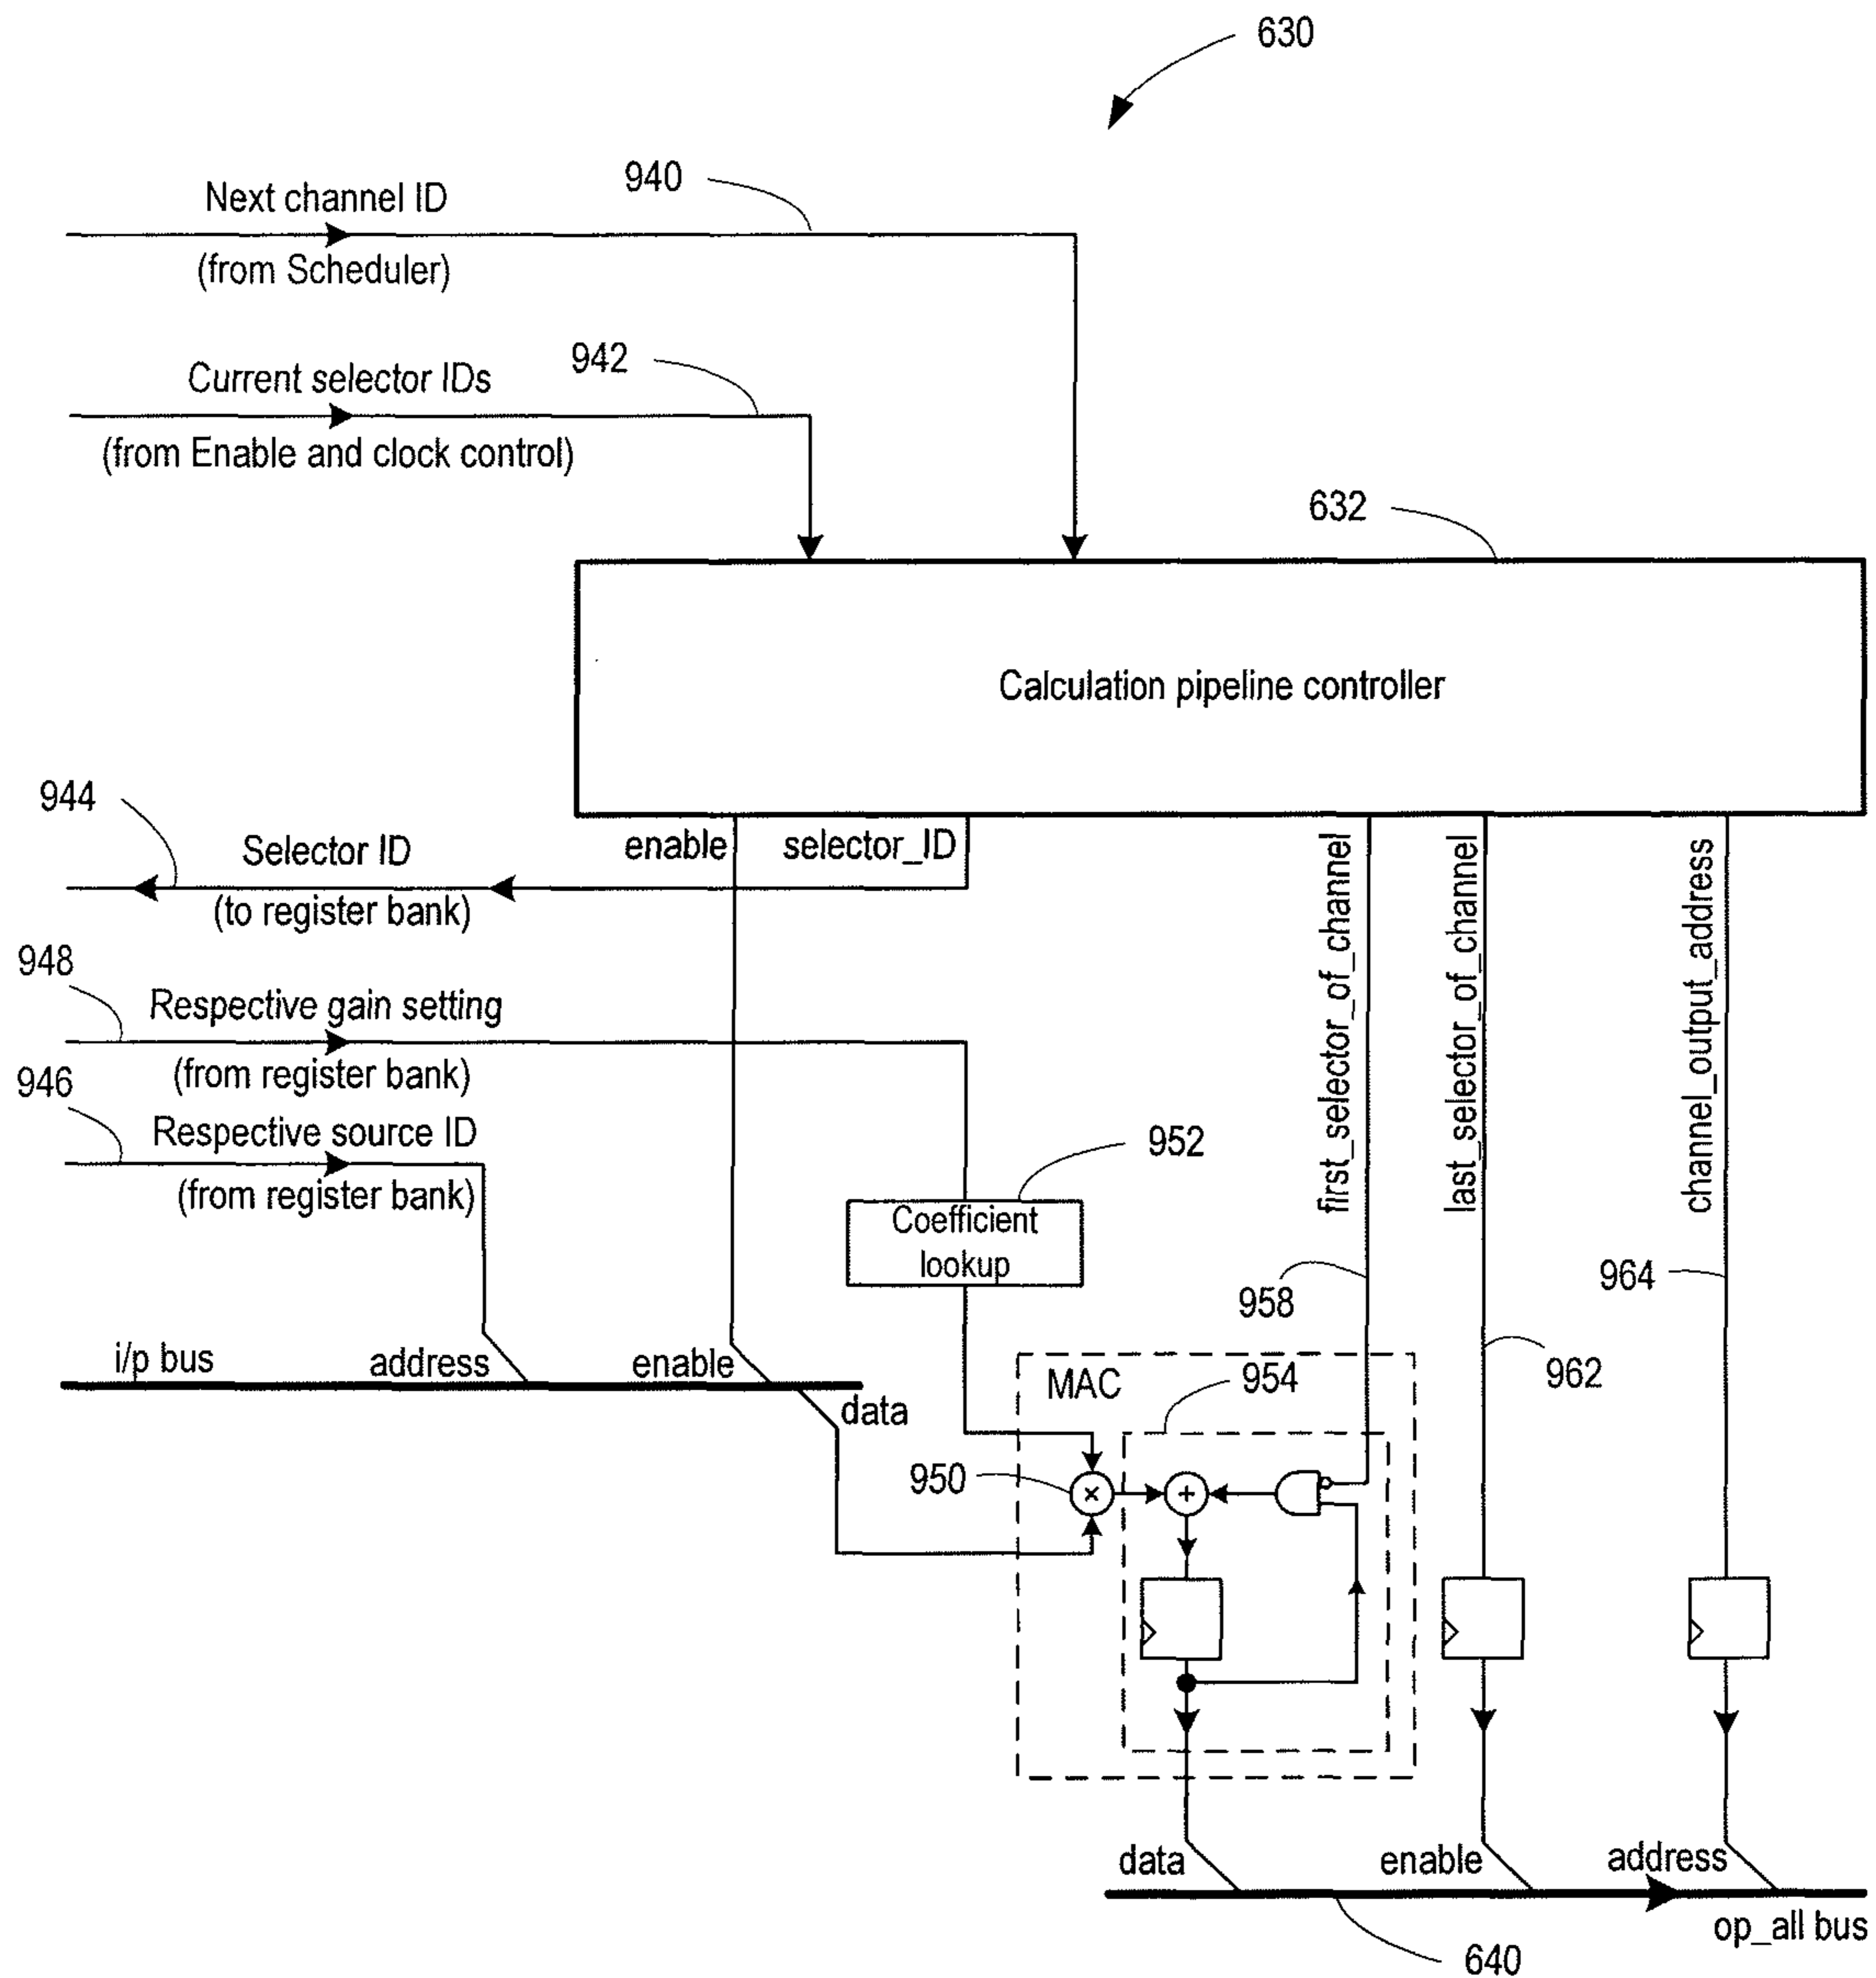 630
940
Next channel ID
(from Scheduler)
942
Current selector IDs
(from Enable and clock control)
632
Calculation pipeline controller
944
Selector ID
(to register bank)
enable
selector_ID
first_selector_of_channel
last_selector_of_channel
channel_output_address
948
Respective gain setting
(from register bank)
946
Respective source ID
(from register bank)
952
Coefficient
lookup
958
964
962
i/p bus
address
enable
data
MAC
954
950
×
+
data
enable
address
op_all bus
640